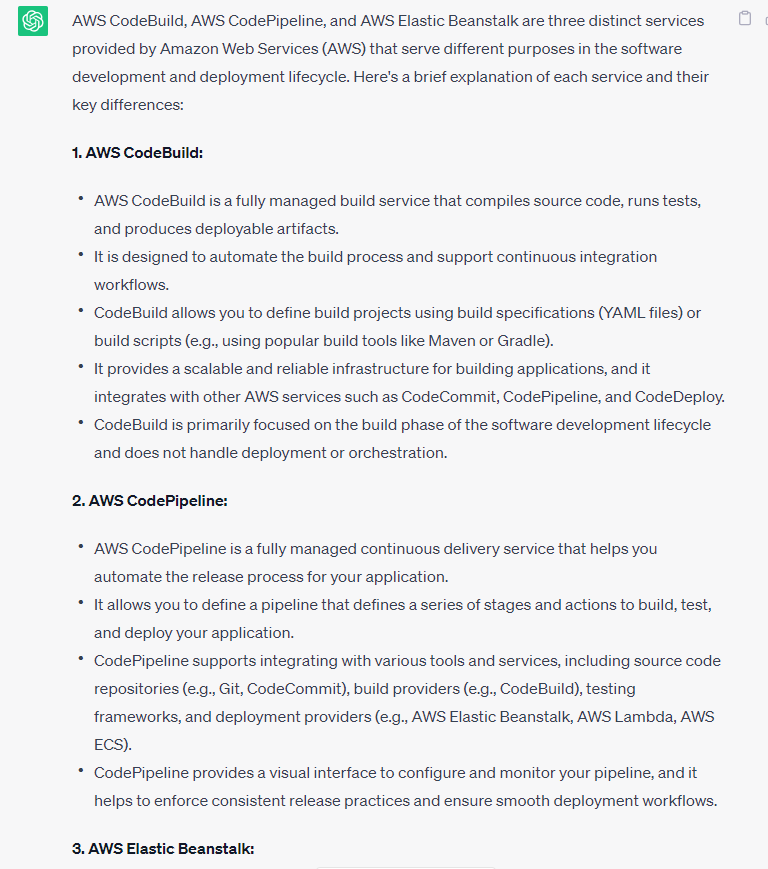 AWS CodeBuild, AWS CodePipeline, and AWS Elastic Beanstalk are three distinct services
provided by Amazon Web Services (AWS) that serve different purposes in the software
development and deployment lifecycle. Here's a brief explanation of each service and their
key differences:
1. AWS CodeBuild:
• AWS CodeBuild is a fully managed build service that compiles source code, runs tests,
and produces deployable artifacts.
• It is designed to automate the build process and support continuous integration
workflows.
• CodeBuild allows you to define build projects using build specifications (YAML files) or
build scripts (e.g., using popular build tools like Maven or Gradle).
• It provides a scalable and reliable infrastructure for building applications, and it
integrates with other AWS services such as CodeCommit, CodePipeline, and CodeDeploy.
• CodeBuild is primarily focused on the build phase of the software development lifecycle
and does not handle deployment or orchestration.
2. AWS CodePipeline:
• AWS CodePipeline is a fully managed continuous delivery service that helps you
automate the release process for your application.
• It allows you to define a pipeline that defines a series of stages and actions to build, test,
and deploy your application.
• CodePipeline supports integrating with various tools and services, including source code
repositories (e.g., Git, CodeCommit), build providers (e.g., CodeBuild), testing
frameworks, and deployment providers (e.g., AWS Elastic Beanstalk, AWS Lambda, AWS
ECS).
• CodePipeline provides a visual interface to configure and monitor your pipeline, and it
helps to enforce consistent release practices and ensure smooth deployment workflows.
3. AWS Elastic Beanstalk: